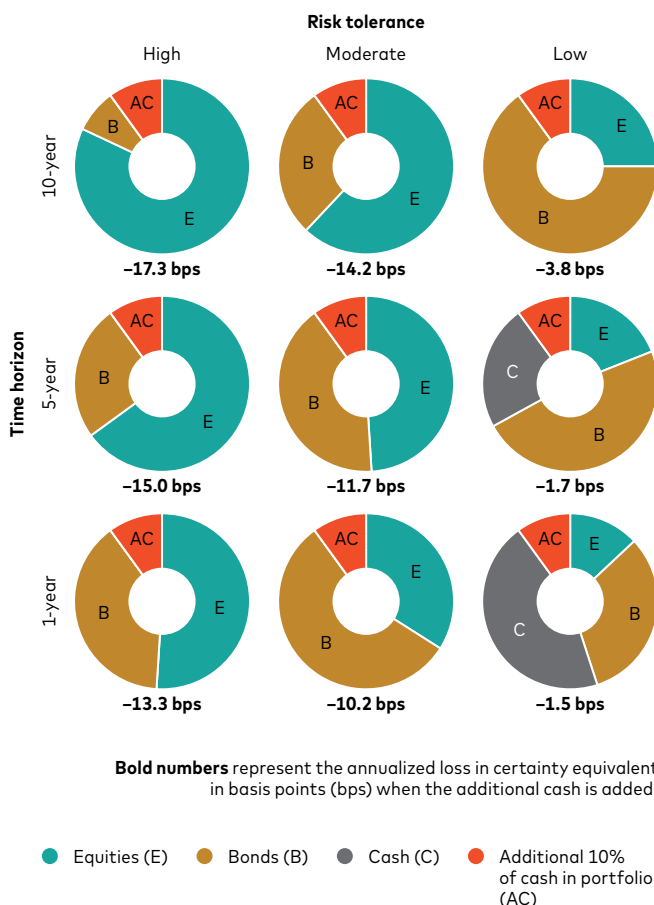 Risk tolerance
High Moderate Low
Time horizon
10-year
AC B E
AC B E
AC E B
–17.3 bps –14.2 bps –3.8 bps
5-year
AC B E
AC B E
AC E C B
–15.0 bps –11.7 bps –1.7 bps
1-year
AC B E
AC E B
AC E B C
–13.3 bps –10.2 bps –1.5 bps
Bold numbers represent the annualized loss in certainty equivalent
in basis points (bps) when the additional cash is added
Equities (E) Bonds (B) Cash (C) Additional 10%
of cash in portfolio
(AC)